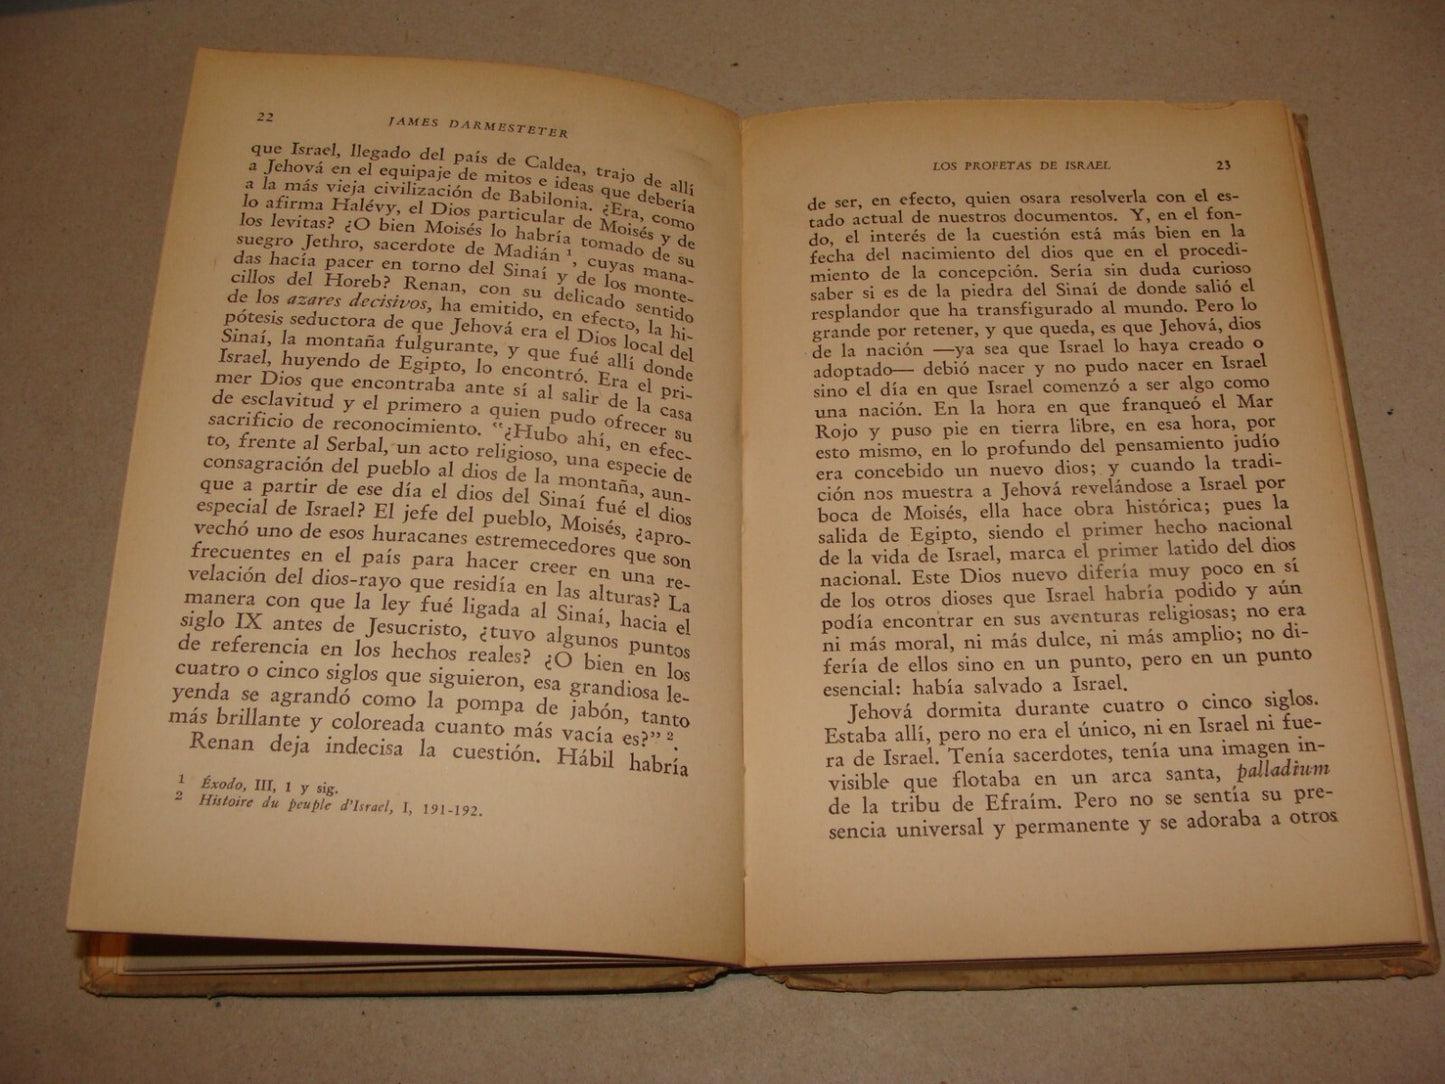 22
JAMES DARMESTETER
que Israel, llegado del país de Caldea, trajo de allí
a Jehová en el equipaje de mitos e ideas que debería
a la más vieja civilización de Babilonia. ¿Era, como
lo afirma Halévy, el Dios particular de Moisés y de
los levitas? ¿O bien Moisés lo habría tomado de su
suegro Jethro, sacerdote de Madián ¹, cuyas mana-
das hacía pacer en torno del Sinaí y de los monte-
cillos del Horeb? Renan, con su delicado sentido
de los azares decisivos, ha emitido, en efecto, la hi-
pótesis seductora de que Jehová era el Dios local del
Sinaí, la montaña fulgurante, y que fué allí donde
Israel, huyendo de Egipto, lo encontró. Era el pri-
mer Dios que encontraba ante sí al salir de la casa
de esclavitud y el primero a quien pudo ofrecer su
sacrificio de reconocimiento. "¿Hubo ahí, en efec-
to, frente al Serbal, un acto religioso, una especie de
consagración del pueblo al dios de la montaña, aun-
que a partir de ese día el dios del Sinaí fué el dios
especial de Israel? El jefe del pueblo, Moisés, ¿apro-
vechó uno de esos huracanes estremecedores que son
frecuentes en el país para hacer creer en una re-
velación del dios-rayo que residía en las alturas? La
manera con que la ley fué ligada al Sinaí, hacia el
siglo IX antes de Jesucristo, ¿tuvo algunos puntos
de referencia en los hechos reales? ¿O bien en los
cuatro o cinco siglos que siguieron, esa grandiosa le-
yenda se agrandó como la pompa de jabón, tanto
más brillante y coloreada cuanto más vacía es?" ².
Renan deja indecisa la cuestión. Hábil habría
¹ Éxodo, III, 1 y sig.
² Histoire du peuple d'Israel, I, 191-192.
LOS PROFETAS DE ISRAEL
23
de ser, en efecto, quien osara resolverla con el es-
tado actual de nuestros documentos. Y, en el fon-
do, el interés de la cuestión está más bien en la
fecha del nacimiento del dios que en el procedi-
miento de la concepción. Sería sin duda curioso
saber si es de la piedra del Sinaí de donde salió el
resplandor que ha transfigurado al mundo. Pero lo
grande por retener, y que queda, es que Jehová, dios
de la nación —ya sea que Israel lo haya creado o
adoptado— debió nacer y no pudo nacer en Israel
sino el día en que Israel comenzó a ser algo como
una nación. En la hora en que franqueó el Mar
Rojo y puso pie en tierra libre, en esa hora, por
esto mismo, en lo profundo del pensamiento judío
era concebido un nuevo dios; y cuando la tradi-
ción nos muestra a Jehová revelándose a Israel por
boca de Moisés, ella hace obra histórica; pues la
salida de Egipto, siendo el primer hecho nacional
de la vida de Israel, marca el primer latido del dios
nacional. Este Dios nuevo difería muy poco en sí
de los otros dioses que Israel habría podido y aún
podía encontrar en sus aventuras religiosas; no era
ni más moral, ni más dulce, ni más amplio; no di-
fería de ellos sino en un punto, pero en un punto
esencial: había salvado a Israel.
Jehová dormita durante cuatro o cinco siglos.
Estaba allí, pero no era el único, ni en Israel ni fue-
ra de Israel. Tenía sacerdotes, tenía una imagen in-
visible que flotaba en un arca santa, palladium
de la tribu de Efraím. Pero no se sentía su pre-
sencia universal y permanente y se adoraba a otros